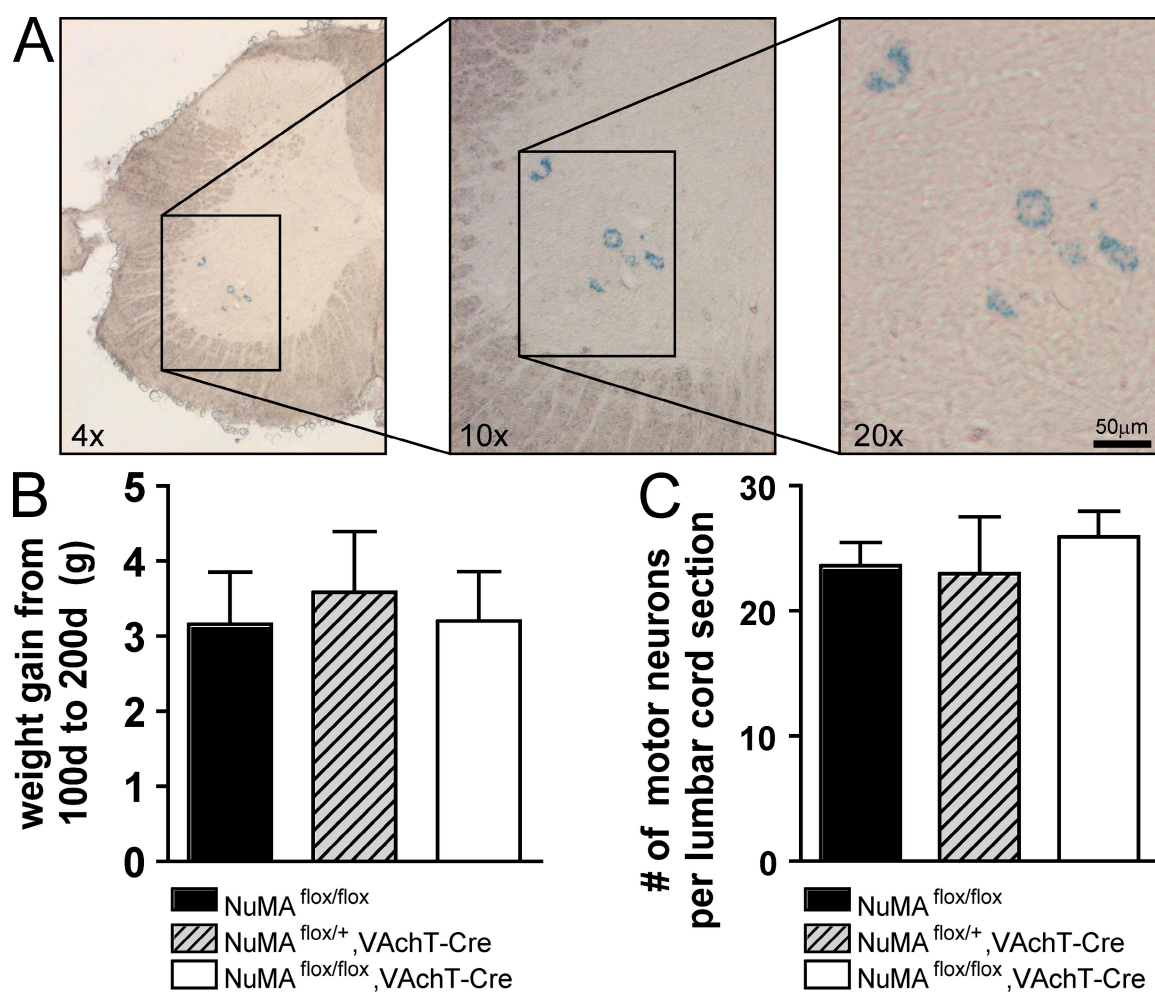 A
4x
10x
20x
50μm
B
weight gain from
100d to 200d (g)
5
4
3
2
1
0
NuMA flox/flox
NuMA flox/+,VAchT-Cre
NuMA flox/flox,VAchT-Cre
C
# of motor neurons
per lumbar cord section
30
20
10
0
NuMA flox/flox
NuMA flox/+,VAchT-Cre
NuMA flox/flox,VAchT-Cre